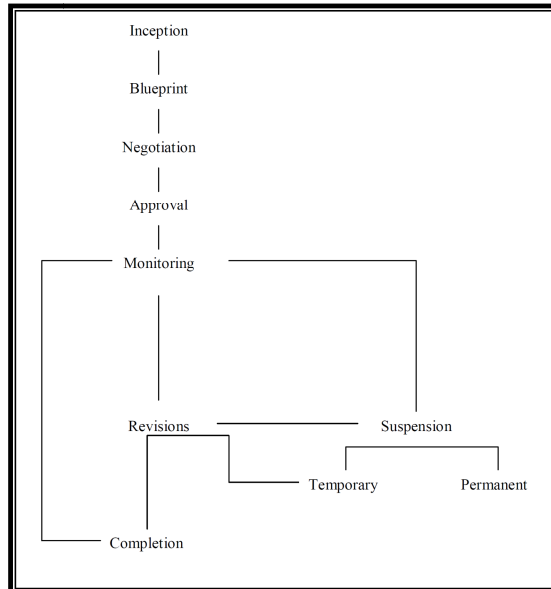 Inception
Blueprint
Negotiation
Approval
Monitoring
Revisions Suspension
Temporary Permanent
Completion